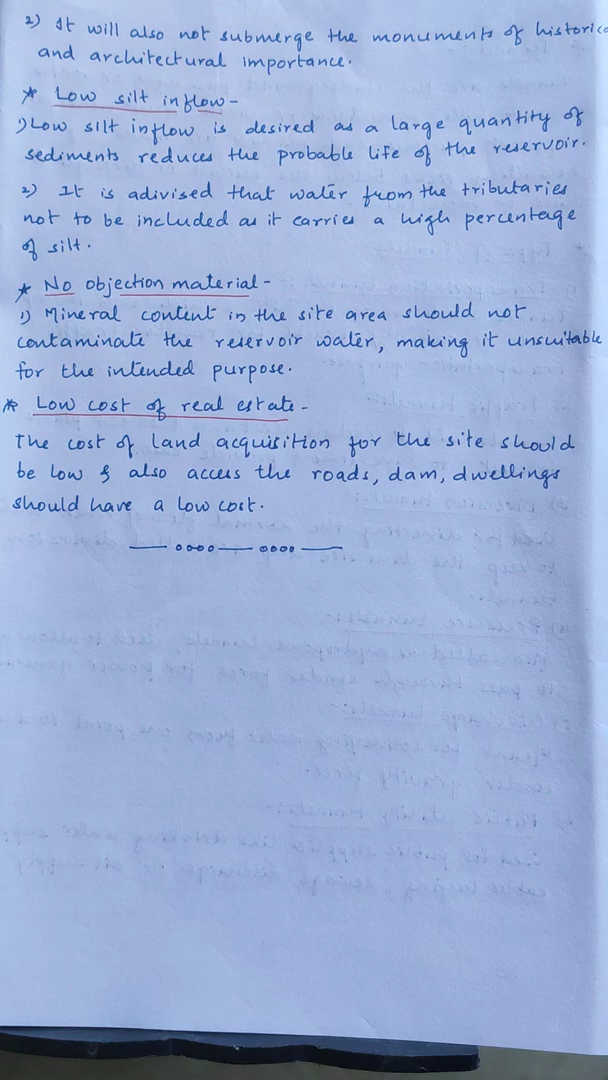 2) It will also not submerge the monuments of historic
and architectural importance.
* Low silt inflow -
1) Low silt inflow is desired as a large quantity of
sediments reduces the probable life of the reservoir.
2) It is adivised that water from the tributaries
not to be included as it carries a high percentage
of silt.
* No objection material -
1) Mineral content in the site area should not
contaminate the reservoir water, making it unsuitable
for the intended purpose.
* Low cost of real estate -
The cost of land acquisition for the site should
be low & also access the roads, dam, dwellings
should have a low cost.